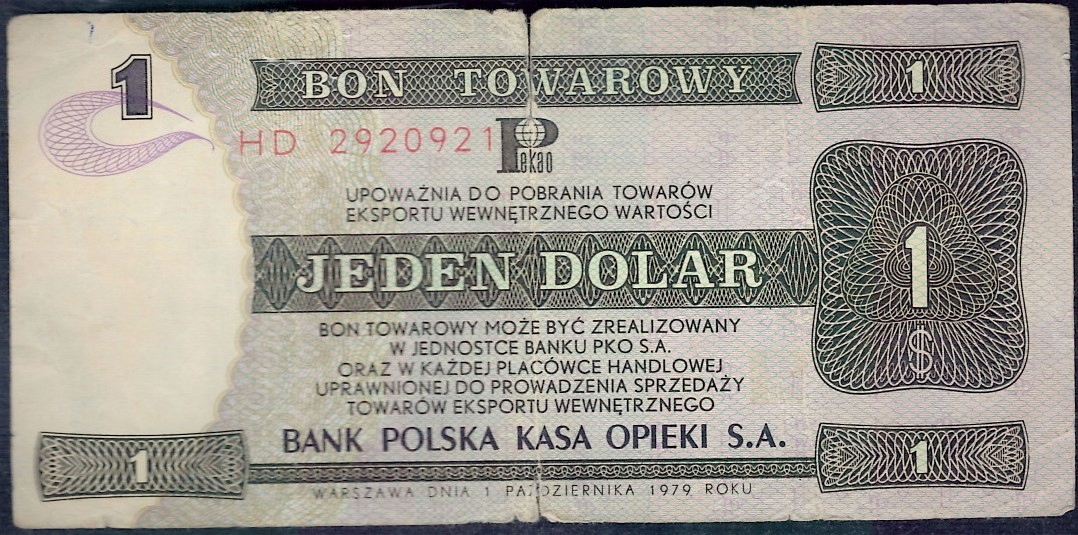 1
BON TOWAROWY
1
HD 2920921
Pekao
UPOWAŻNIA DO POBRANIA TOWARÓW
EKSPORTU WEWNĘTRZNEGO WARTOŚCI
JEDEN DOLAR
1
$
BON TOWAROWY MOŻE BYĆ ZREALIZOWANY
W JEDNOSTCE BANKU PKO S.A.
ORAZ W KAŻDEJ PLACÓWCE HANDLOWEJ
UPRAWNIONEJ DO PROWADZENIA SPRZEDAŻY
TOWARÓW EKSPORTU WEWNĘTRZNEGO
BANK POLSKA KASA OPIEKI S.A.
1
1
WARSZAWA DNIA 1 PAŹDZIERNIKA 1979 ROKU